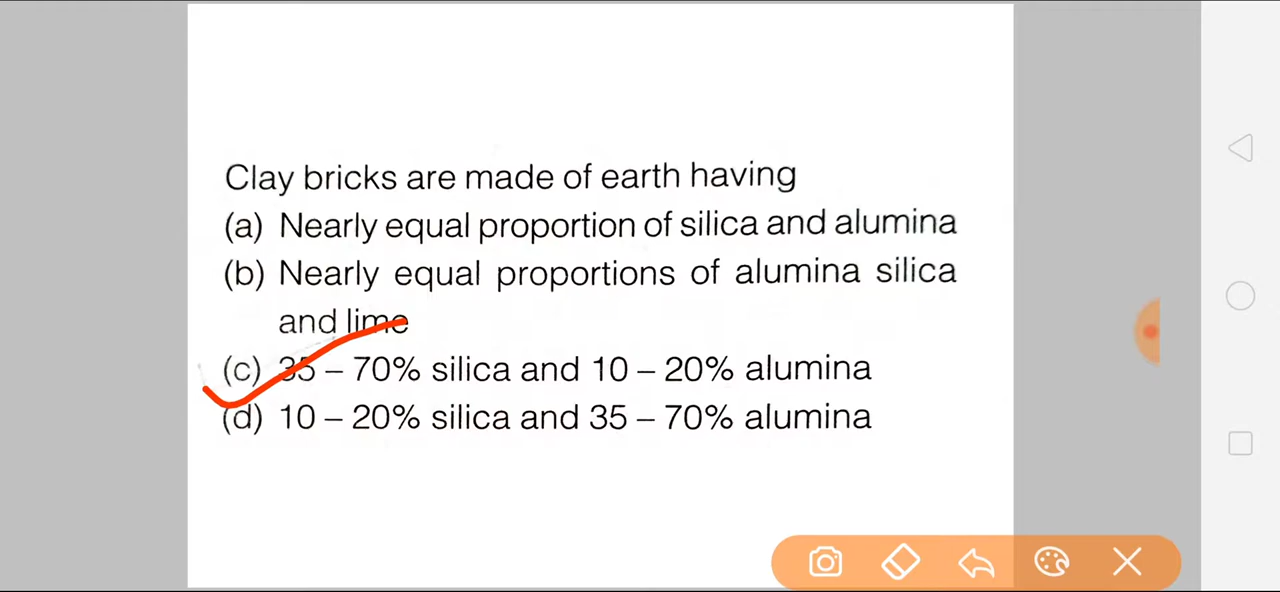 Clay bricks are made of earth having
(a) Nearly equal proportion of silica and alumina
(b) Nearly equal proportions of alumina silica
and lime
(c) 35 – 70% silica and 10 – 20% alumina
(d) 10 – 20% silica and 35 – 70% alumina